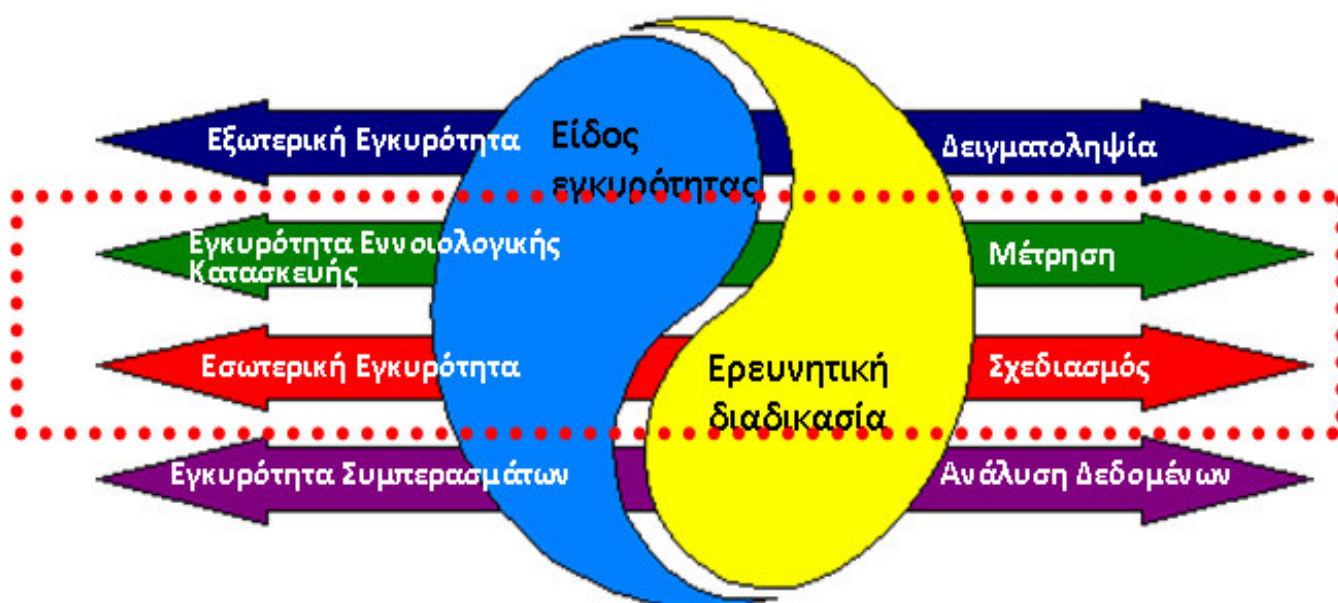 Εξωτερική Εγκυρότητα
Είδος
εγκυρότητας
Δειγματοληψία
Εγκυρότητα Εννοιολογικής
Κατασκευής
Μέτρηση
Εσωτερική Εγκυρότητα
Ερευνητική
διαδικασία
Σχεδιασμός
Εγκυρότητα Συμπερασμάτων
Ανάλυση Δεδομένων